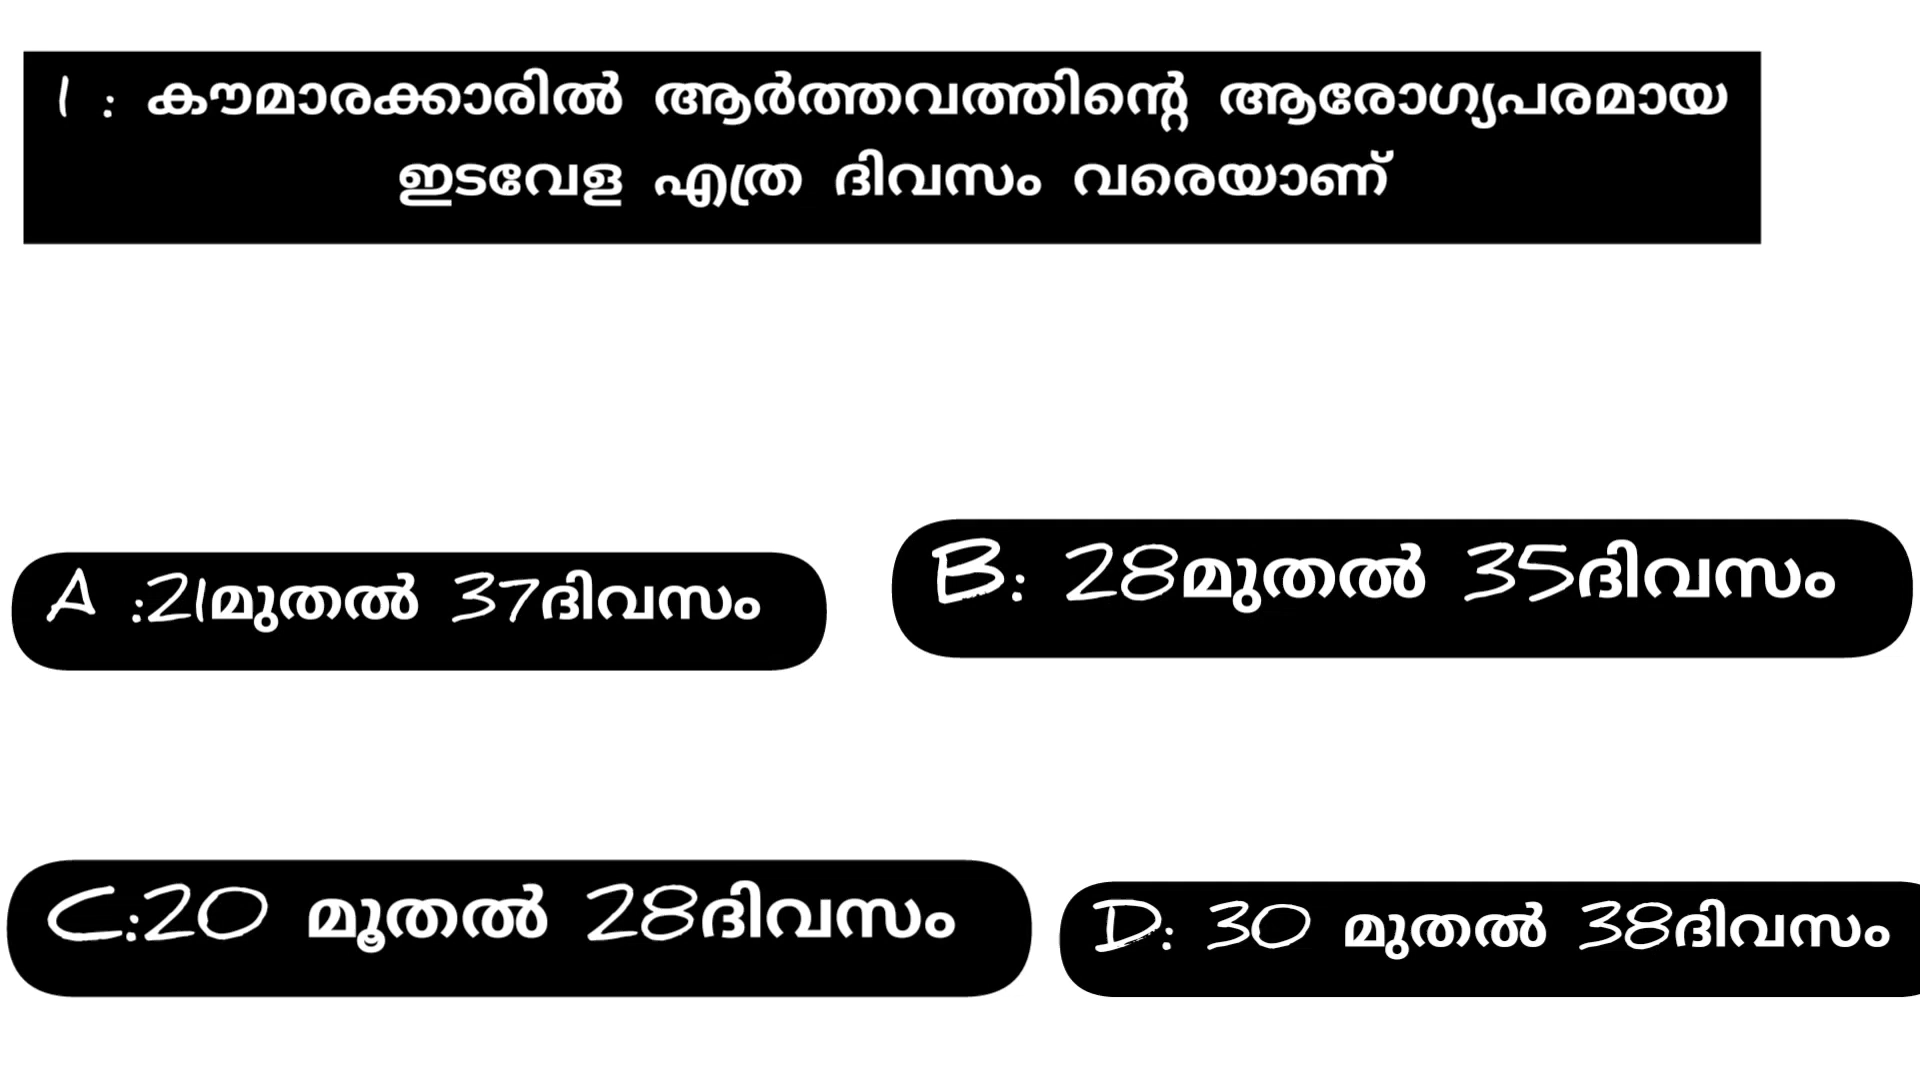 1 : കൗമാരക്കാരിൽ ആർത്തവത്തിന്റെ ആരോഗ്യപരമായ
ഇടവേള എത്ര ദിവസം വരെയാണ്
A :21മുതൽ 37ദിവസം
B: 28മുതൽ 35ദിവസം
C:20 മൂതൽ 28ദിവസം
D: 30 മുതൽ 38ദിവസം